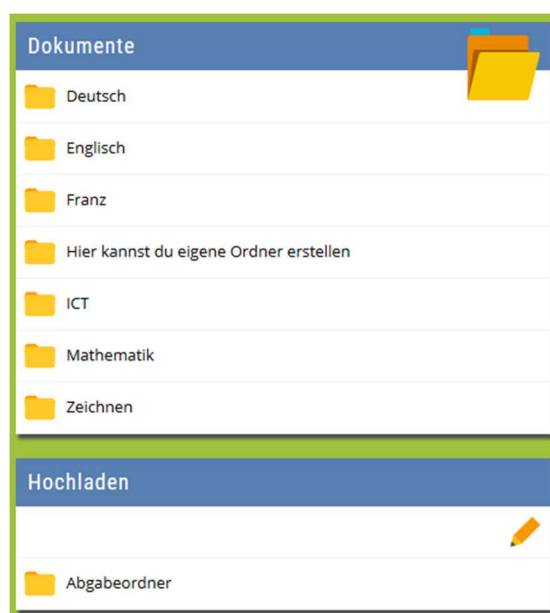 Dokumente
Deutsch
Englisch
Franz
Hier kannst du eigene Ordner erstellen
ICT
Mathematik
Zeichnen
Hochladen
Abgabeordner